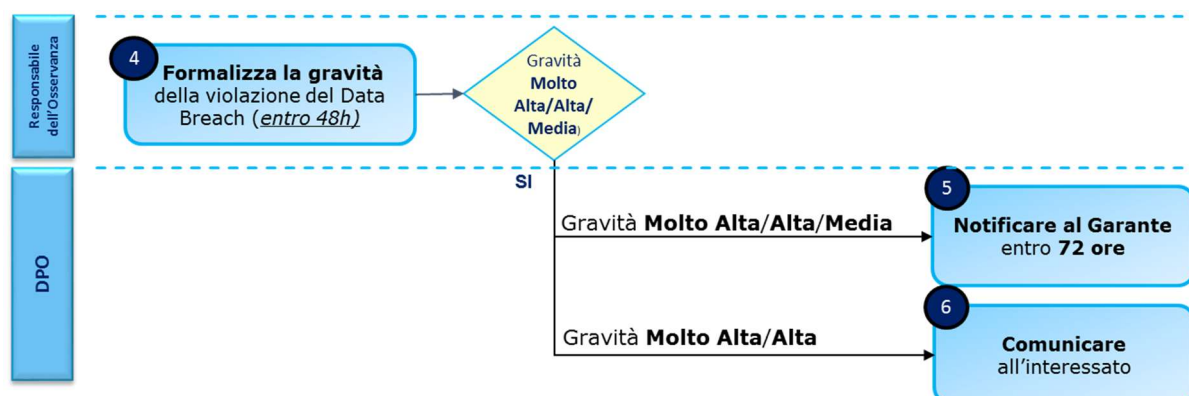 Responsabile
dell'Osservanza
4
Formalizza la gravità
della violazione del Data
Breach (entro 48h)
Gravità
Molto
Alta/Alta/
Media)
DPO
SI
Gravità Molto Alta/Alta/Media
5
Notificare al Garante
entro 72 ore
Gravità Molto Alta/Alta
6
Comunicare
all'interessato